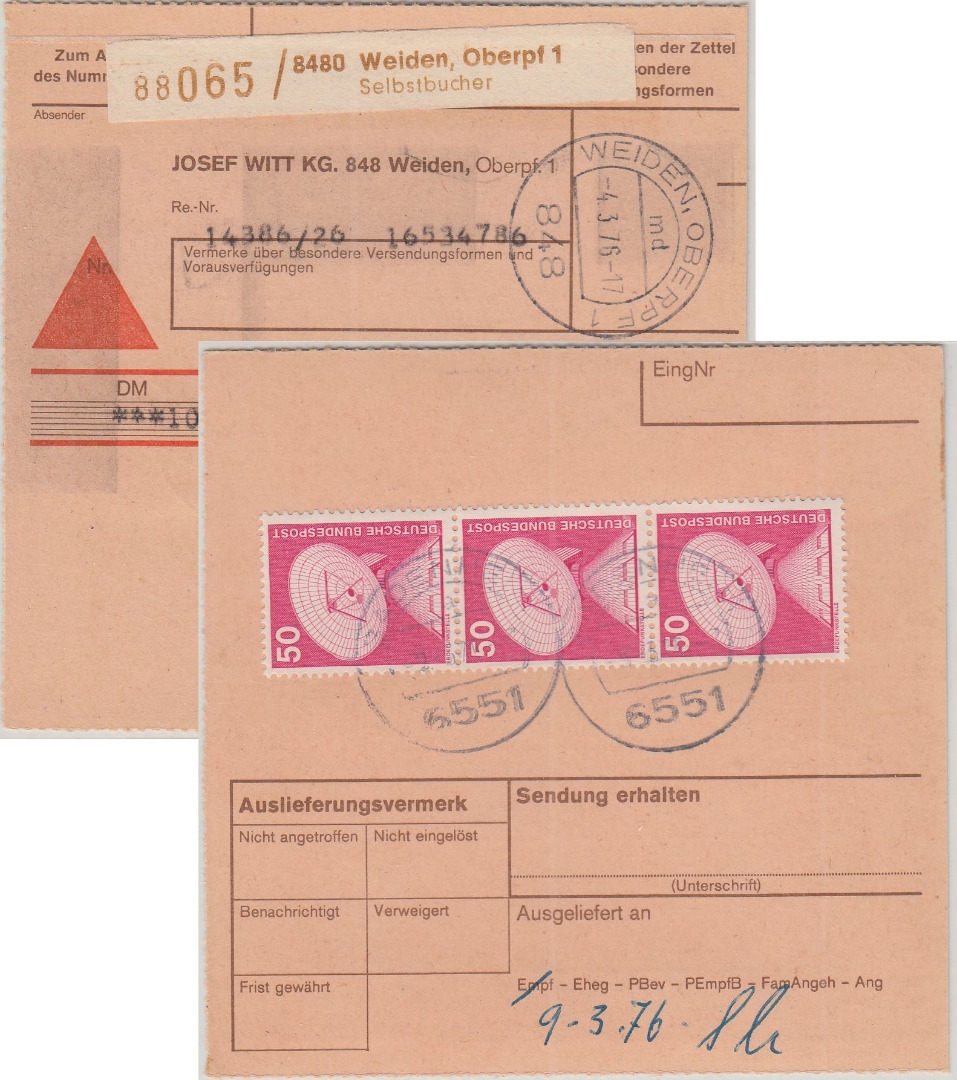 Zum A
des Num
en der Zettel
sondere
ngsformen
88065 / 8480 Weiden, Oberpf 1
Selbstbucher
Absender
JOSEF WITT KG. 848 Weiden, Oberpf. 1
Re.-Nr.
14386/26 16534786
Vermerke über besondere Versendungsformen und
Vorausverfügungen
WEIDEN, OBERPF 1
848
-4.3.76-17
md
Nr.
DM
***10
EingNr
DEUTSCHE BUNDESPOST
50
ERDEFUNKSTELLE
DEUTSCHE BUNDESPOST
50
ERDEFUNKSTELLE
DEUTSCHE BUNDESPOST
50
ERDEFUNKSTELLE
6551
6551
Auslieferungsvermerk
Nicht angetroffen
Nicht eingelöst
Benachrichtigt
Verweigert
Frist gewährt
Sendung erhalten
(Unterschrift)
Ausgeliefert an
Empf - Eheg - PBev - PEmpfB - FamAngeh - Ang
9-3.76-